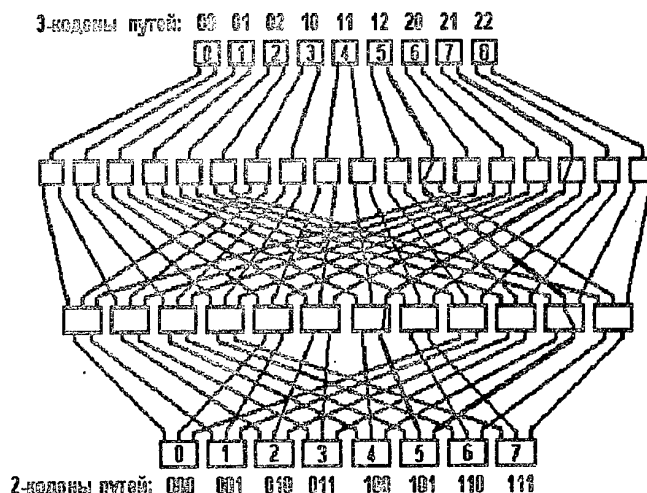 3-кодоны путей: 00 01 02 10 11 12 20 21 22
0 1 2 3 4 5 6 7 8
0 1 2 3 4 5 6 7
2-кодоны путей: 000 001 010 011 100 101 110 111